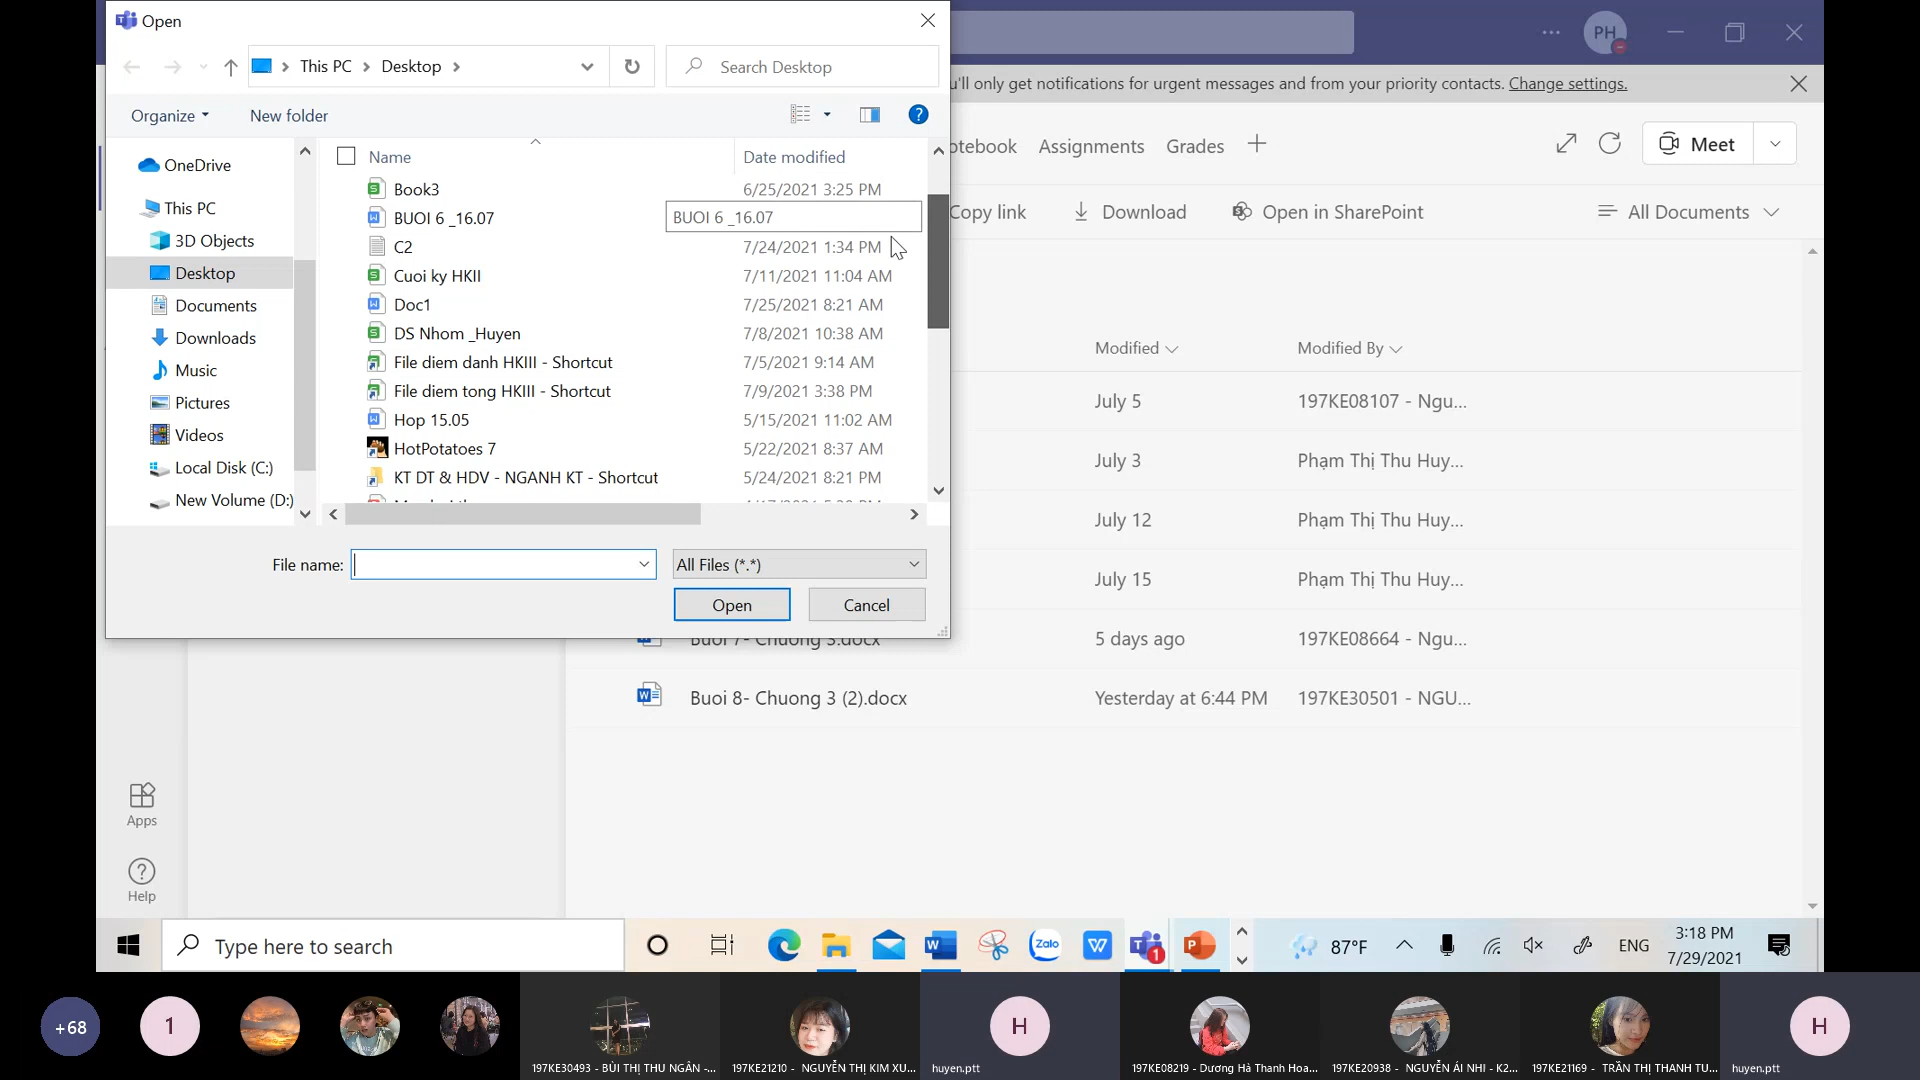 Open
This PC
Desktop
Search Desktop
PH
'll only get notifications for urgent messages and from your priority contacts. Change settings.
Organize
New folder
otebook
Assignments
Grades
Meet
OneDrive
This PC
3D Objects
Desktop
Documents
Downloads
Music
Pictures
Videos
Local Disk (C:)
New Volume (D:)
Name
Date modified
Book3
6/25/2021 3:25 PM
BUOI 6 _16.07
BUOI 6 _16.07
C2
7/24/2021 1:34 PM
Cuoi ky HKII
7/11/2021 11:04 AM
Doc1
7/25/2021 8:21 AM
DS Nhom _Huyen
7/8/2021 10:38 AM
File diem danh HKIII - Shortcut
7/5/2021 9:14 AM
File diem tong HKIII - Shortcut
7/9/2021 3:38 PM
Hop 15.05
5/15/2021 11:02 AM
HotPotatoes 7
5/22/2021 8:37 AM
KT DT & HDV - NGANH KT - Shortcut
5/24/2021 8:21 PM
File name:
All Files (*.*)
Open
Cancel
Copy link
Download
Open in SharePoint
All Documents
Modified
Modified By
July 5
197KE08107 - Ngu...
July 3
Phạm Thị Thu Huy...
July 12
Phạm Thị Thu Huy...
July 15
Phạm Thị Thu Huy...
Buoi 7- Chuong 3.docx
5 days ago
197KE08664 - Ngu...
Buoi 8- Chuong 3 (2).docx
Yesterday at 6:44 PM
197KE30501 - NGU...
Apps
Help
Type here to search
Zalo
1
87°F
ENG
3:18 PM
7/29/2021
+68
1
H
H
197KE30493 - BÙI THỊ THU NGÂN -...
197KE21210 - NGUYỄN THỊ KIM XU...
huyen.ptt
197KE08219 - Dương Hà Thanh Hoa...
197KE20938 - NGUYỄN ÁI NHI - K2...
197KE21169 - TRẦN THỊ THANH TU...
huyen.ptt